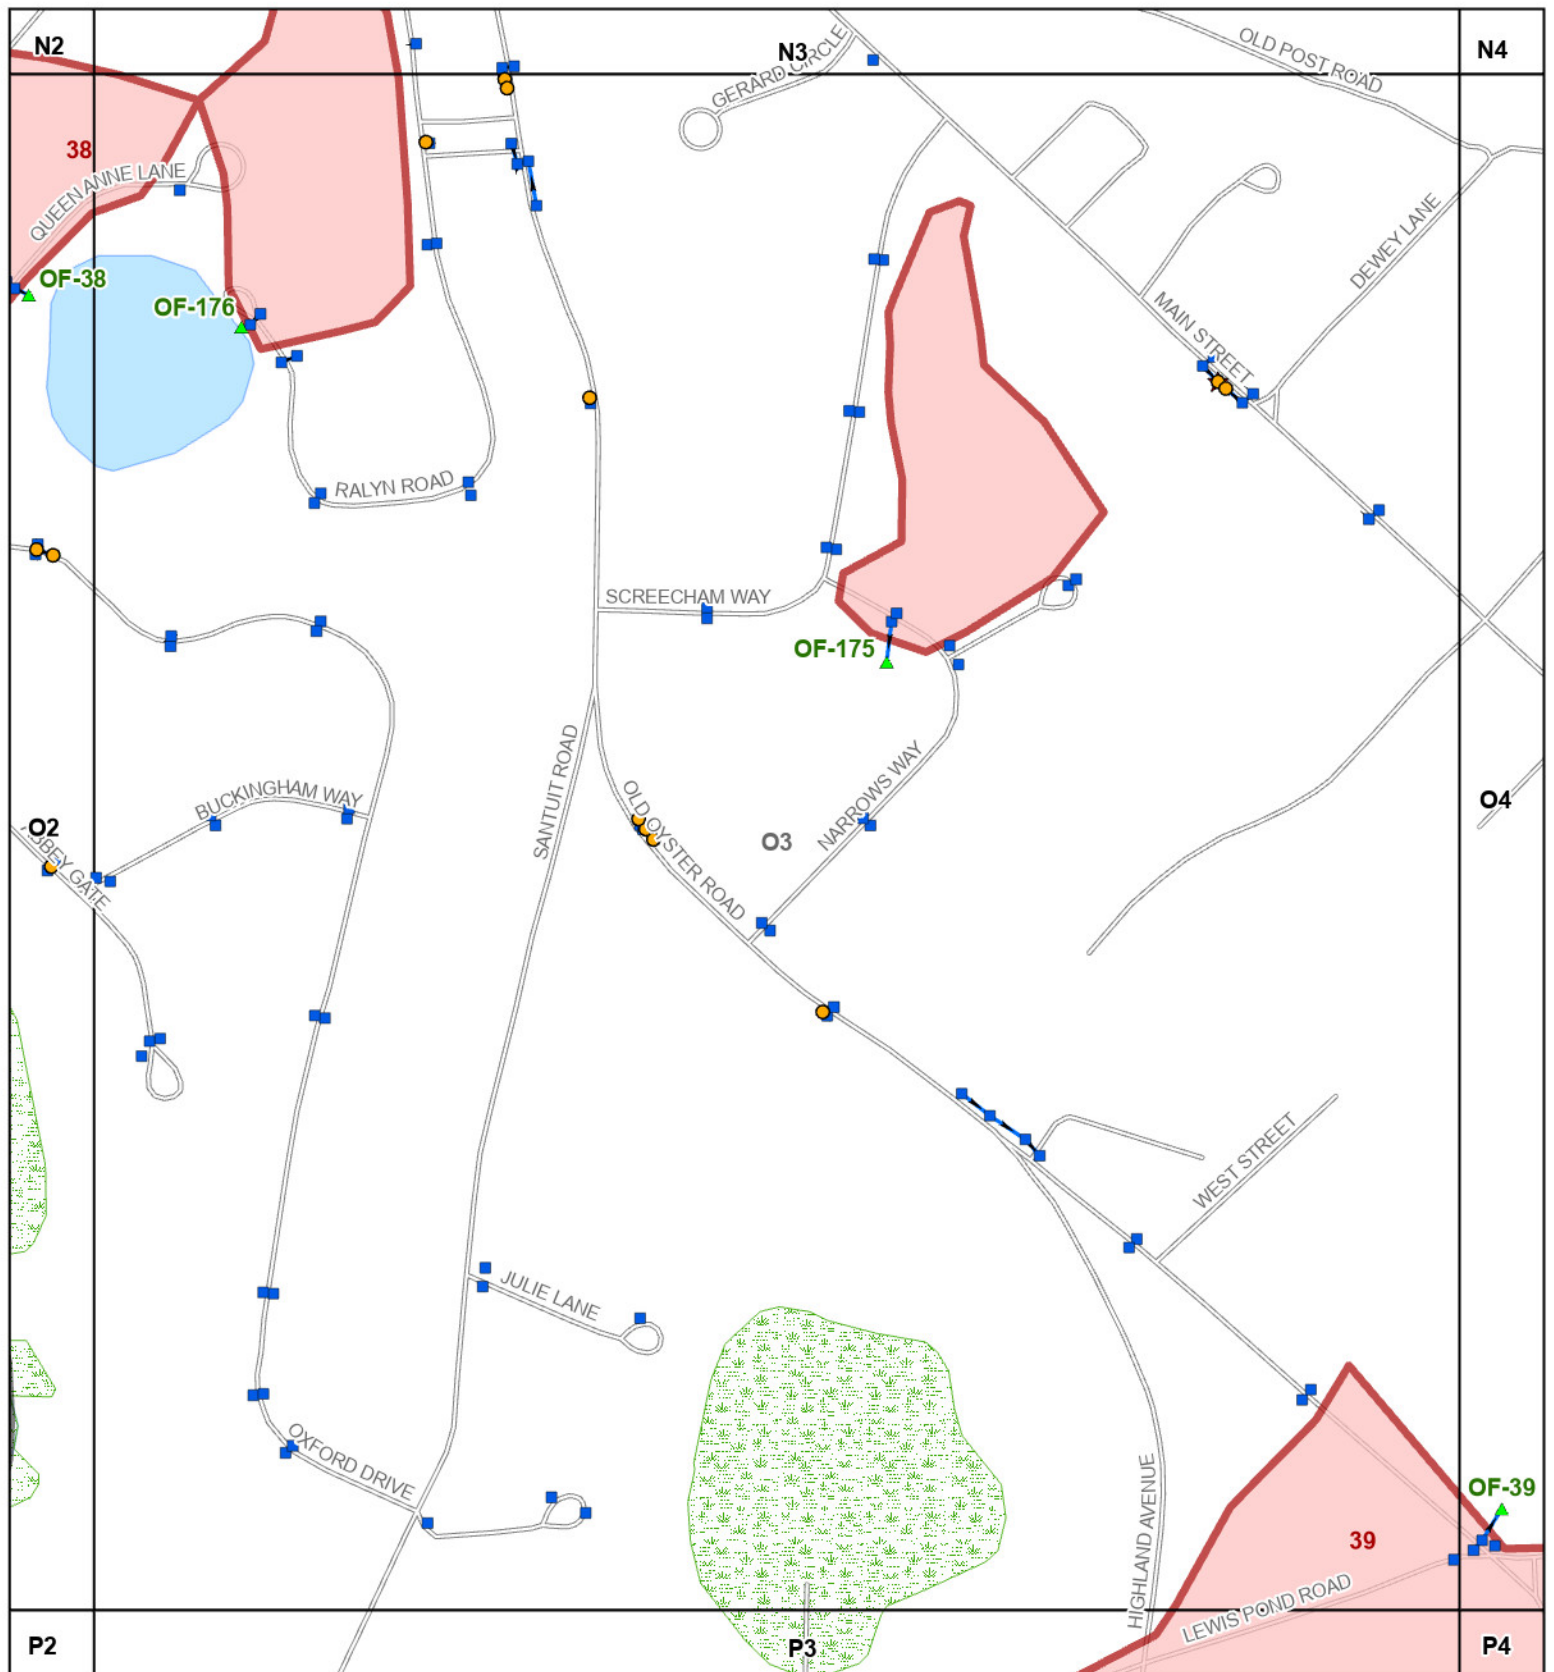 N2
N3
N4
OLD POST ROAD
GERARD CIRCLE
38
QUEEN ANNE LANE
OF-38
OF-176
DEWEY LANE
MAIN STREET
RALYN ROAD
SCREECHAM WAY
OF-175
SANTUIT ROAD
BUCKINGHAM WAY
OLD OYSTER ROAD
NARROWS WAY
O2
O3
O4
ABBEY GATE
WEST STREET
JULIE LANE
OXFORD DRIVE
HIGHLAND AVENUE
OF-39
39
LEWIS POND ROAD
P2
P3
P4